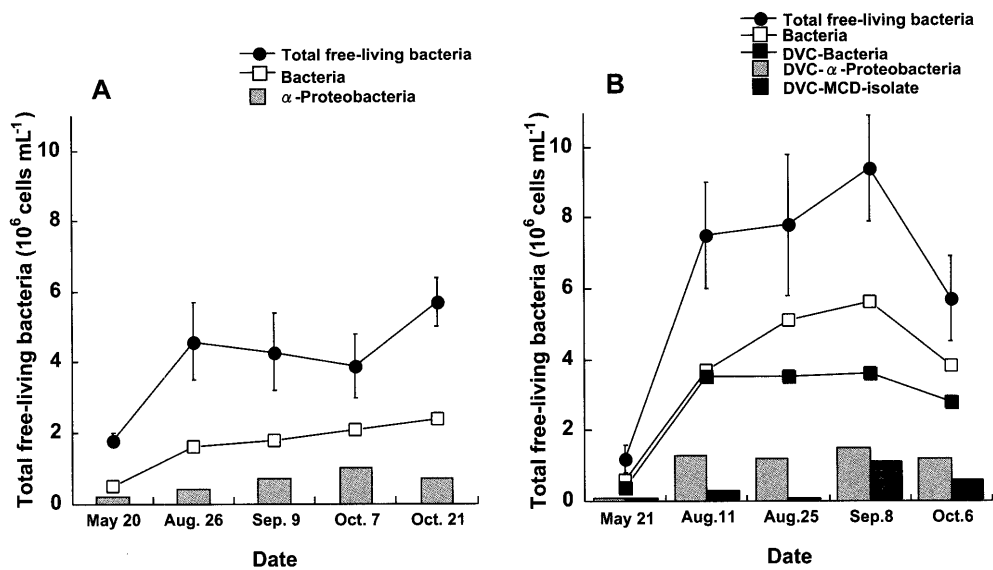 A
Total free-living bacteria
Bacteria
α-Proteobacteria
Total free-living bacteria (10⁶ cells mL⁻¹)
10
8
6
4
2
0
May 20 Aug. 26 Sep. 9 Oct. 7 Oct. 21
Date
B
Total free-living bacteria
Bacteria
DVC-Bacteria
DVC-α-Proteobacteria
DVC-MCD-isolate
Total free-living bacteria (10⁶ cells mL⁻¹)
10
8
6
4
2
0
May 21 Aug.11 Aug.25 Sep.8 Oct.6
Date